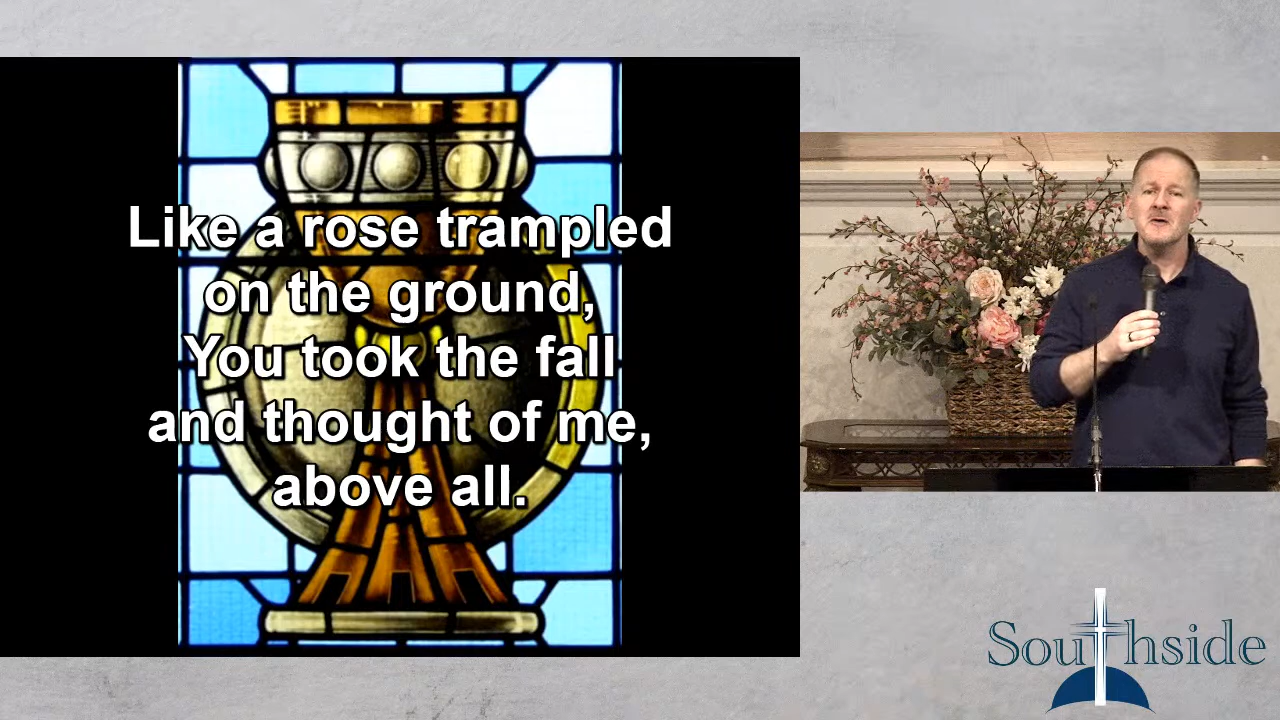 Like a rose trampled
on the ground,
You took the fall
and thought of me,
above all.
Southside